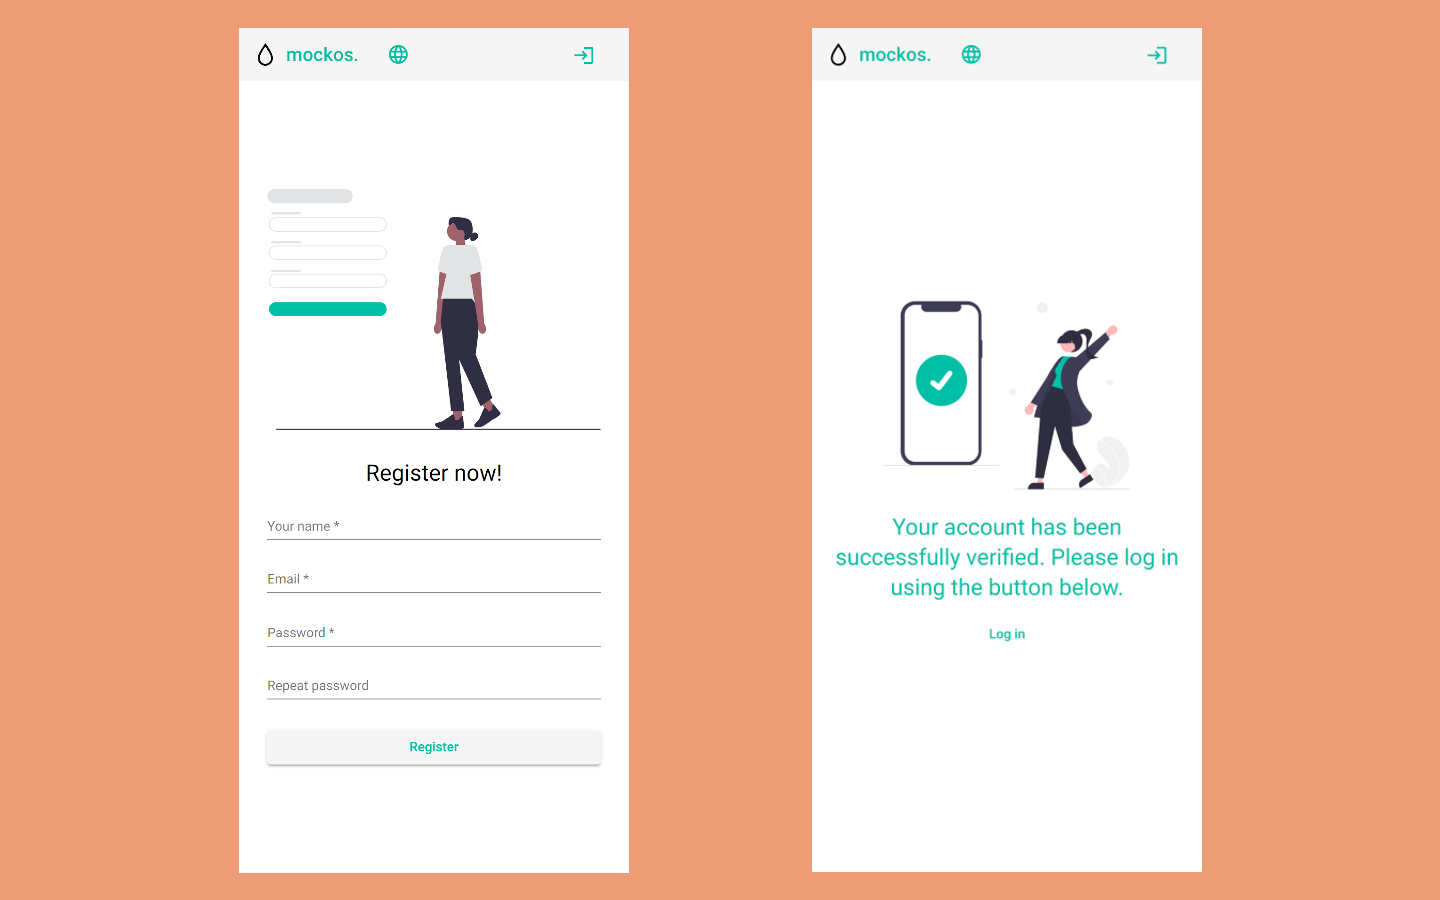 mockos.
Register now!
Your name *
Email *
Password *
Repeat password
Register
mockos.
Your account has been
successfully verified. Please log in
using the button below.
Log in